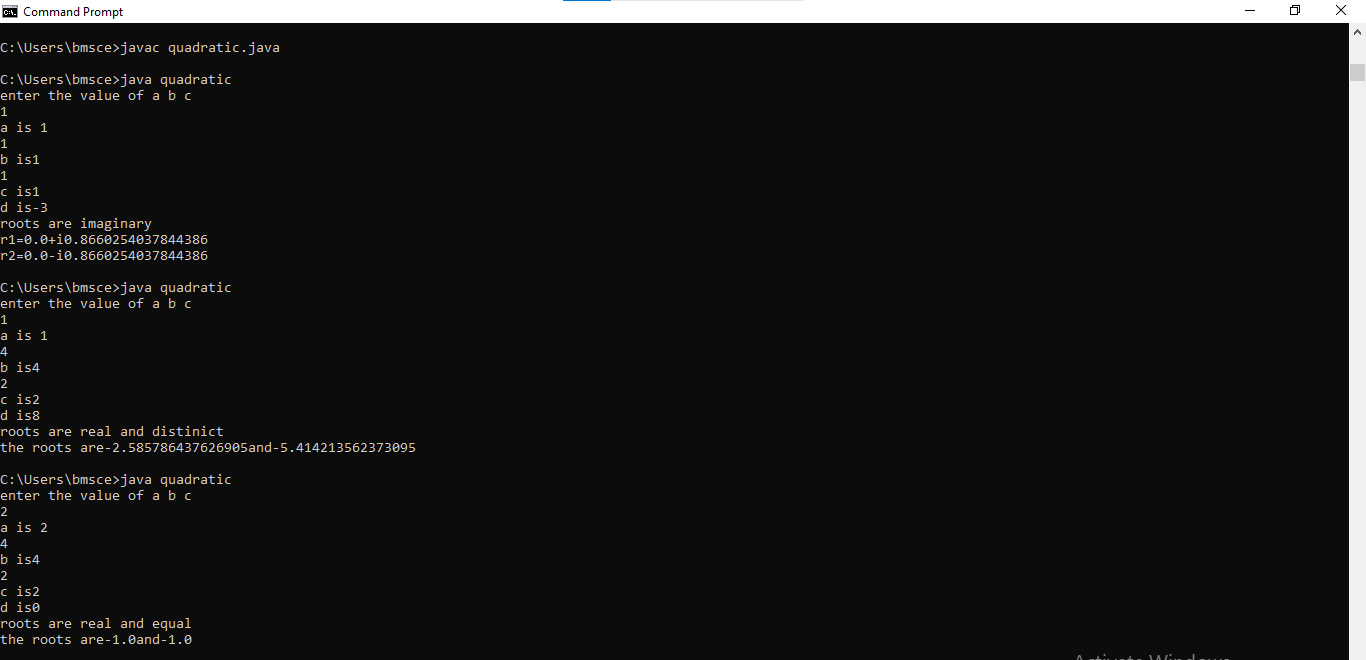 Command Prompt
C:\Users\bmsce>javac quadratic.java
C:\Users\bmsce>java quadratic
enter the value of a b c
1
a is 1
1
b is1
1
c is1
d is-3
roots are imaginary
r1=0.0+i0.8660254037844386
r2=0.0-i0.8660254037844386
C:\Users\bmsce>java quadratic
enter the value of a b c
1
a is 1
4
b is4
2
c is2
d is8
roots are real and distinict
the roots are-2.585786437626905and-5.414213562373095
C:\Users\bmsce>java quadratic
enter the value of a b c
2
a is 2
4
b is4
2
c is2
d is0
roots are real and equal
the roots are-1.0and-1.0
Activate Windows